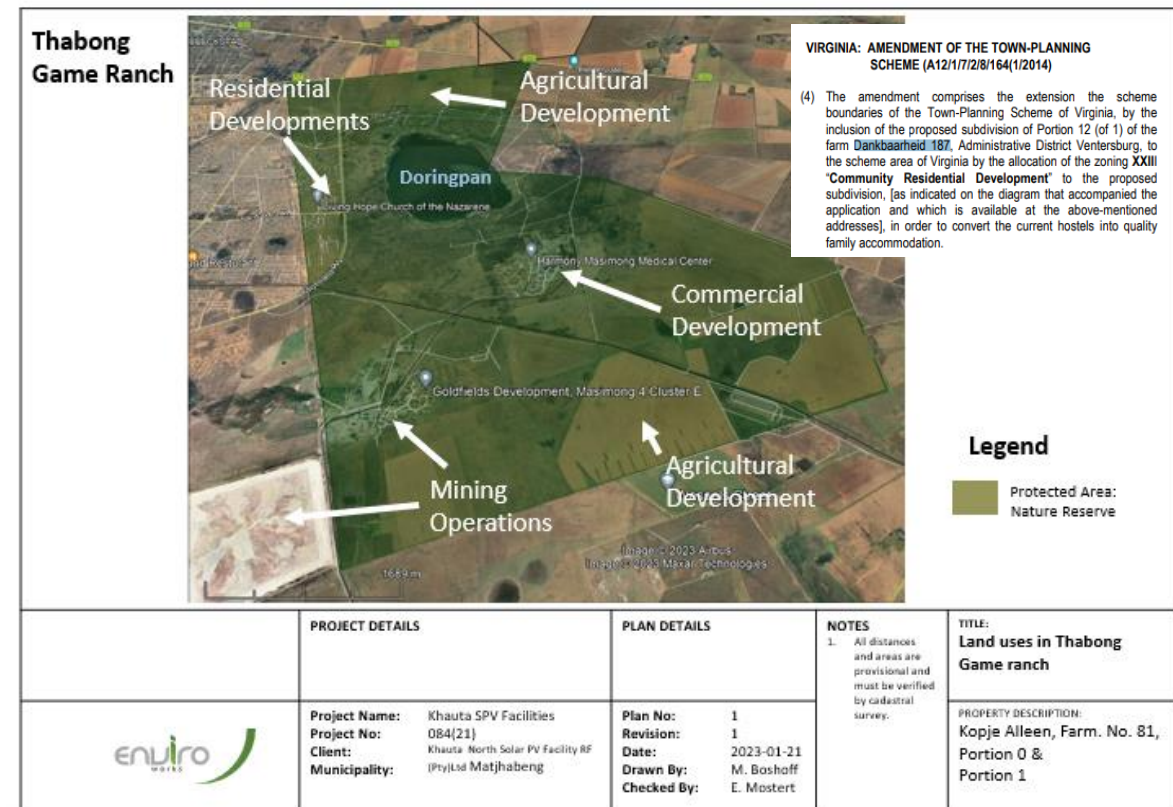 Thabong
Game Ranch
Residential
Developments
Agricultural
Development
Doringpan
Living Hope Church of the Nazarene
Harmony Masimong Medical Center
Commercial
Development
Goldfields Development, Masimong 4 Cluster E
Agricultural
Development
Mining
Operations
Image © 2023 Airbus
Image © 2023 Maxar Technologies
1669 m
VIRGINIA: AMENDMENT OF THE TOWN-PLANNING
SCHEME (A12/1/7/2/8/164(1/2014)
(4) The amendment comprises the extension the scheme
boundaries of the Town-Planning Scheme of Virginia, by the
inclusion of the proposed subdivision of Portion 12 (of 1) of the
farm Dankbaarheid 187, Administrative District Ventersburg, to
the scheme area of Virginia by the allocation of the zoning XXIII
"Community Residential Development" to the proposed
subdivision, [as indicated on the diagram that accompanied the
application and which is available at the above-mentioned
addresses], in order to convert the current hostels into quality
family accommodation.
Legend
Protected Area:
Nature Reserve
PROJECT DETAILS
Project Name: Khauta SPV Facilities
Project No: 084(21)
Client: Khauta North Solar PV Facility RF
Municipality: (Pty)Ltd Matjhabeng
PLAN DETAILS
Plan No: 1
Revision: 1
Date: 2023-01-21
Drawn By: M. Boshoff
Checked By: E. Mostert
NOTES
1. All distances
and areas are
provisional and
must be verified
by cadastral
survey.
TITLE:
Land uses in Thabong
Game ranch
PROPERTY DESCRIPTION:
Kopje Alleen, Farm. No. 81,
Portion 0 &
Portion 1
enviro
works